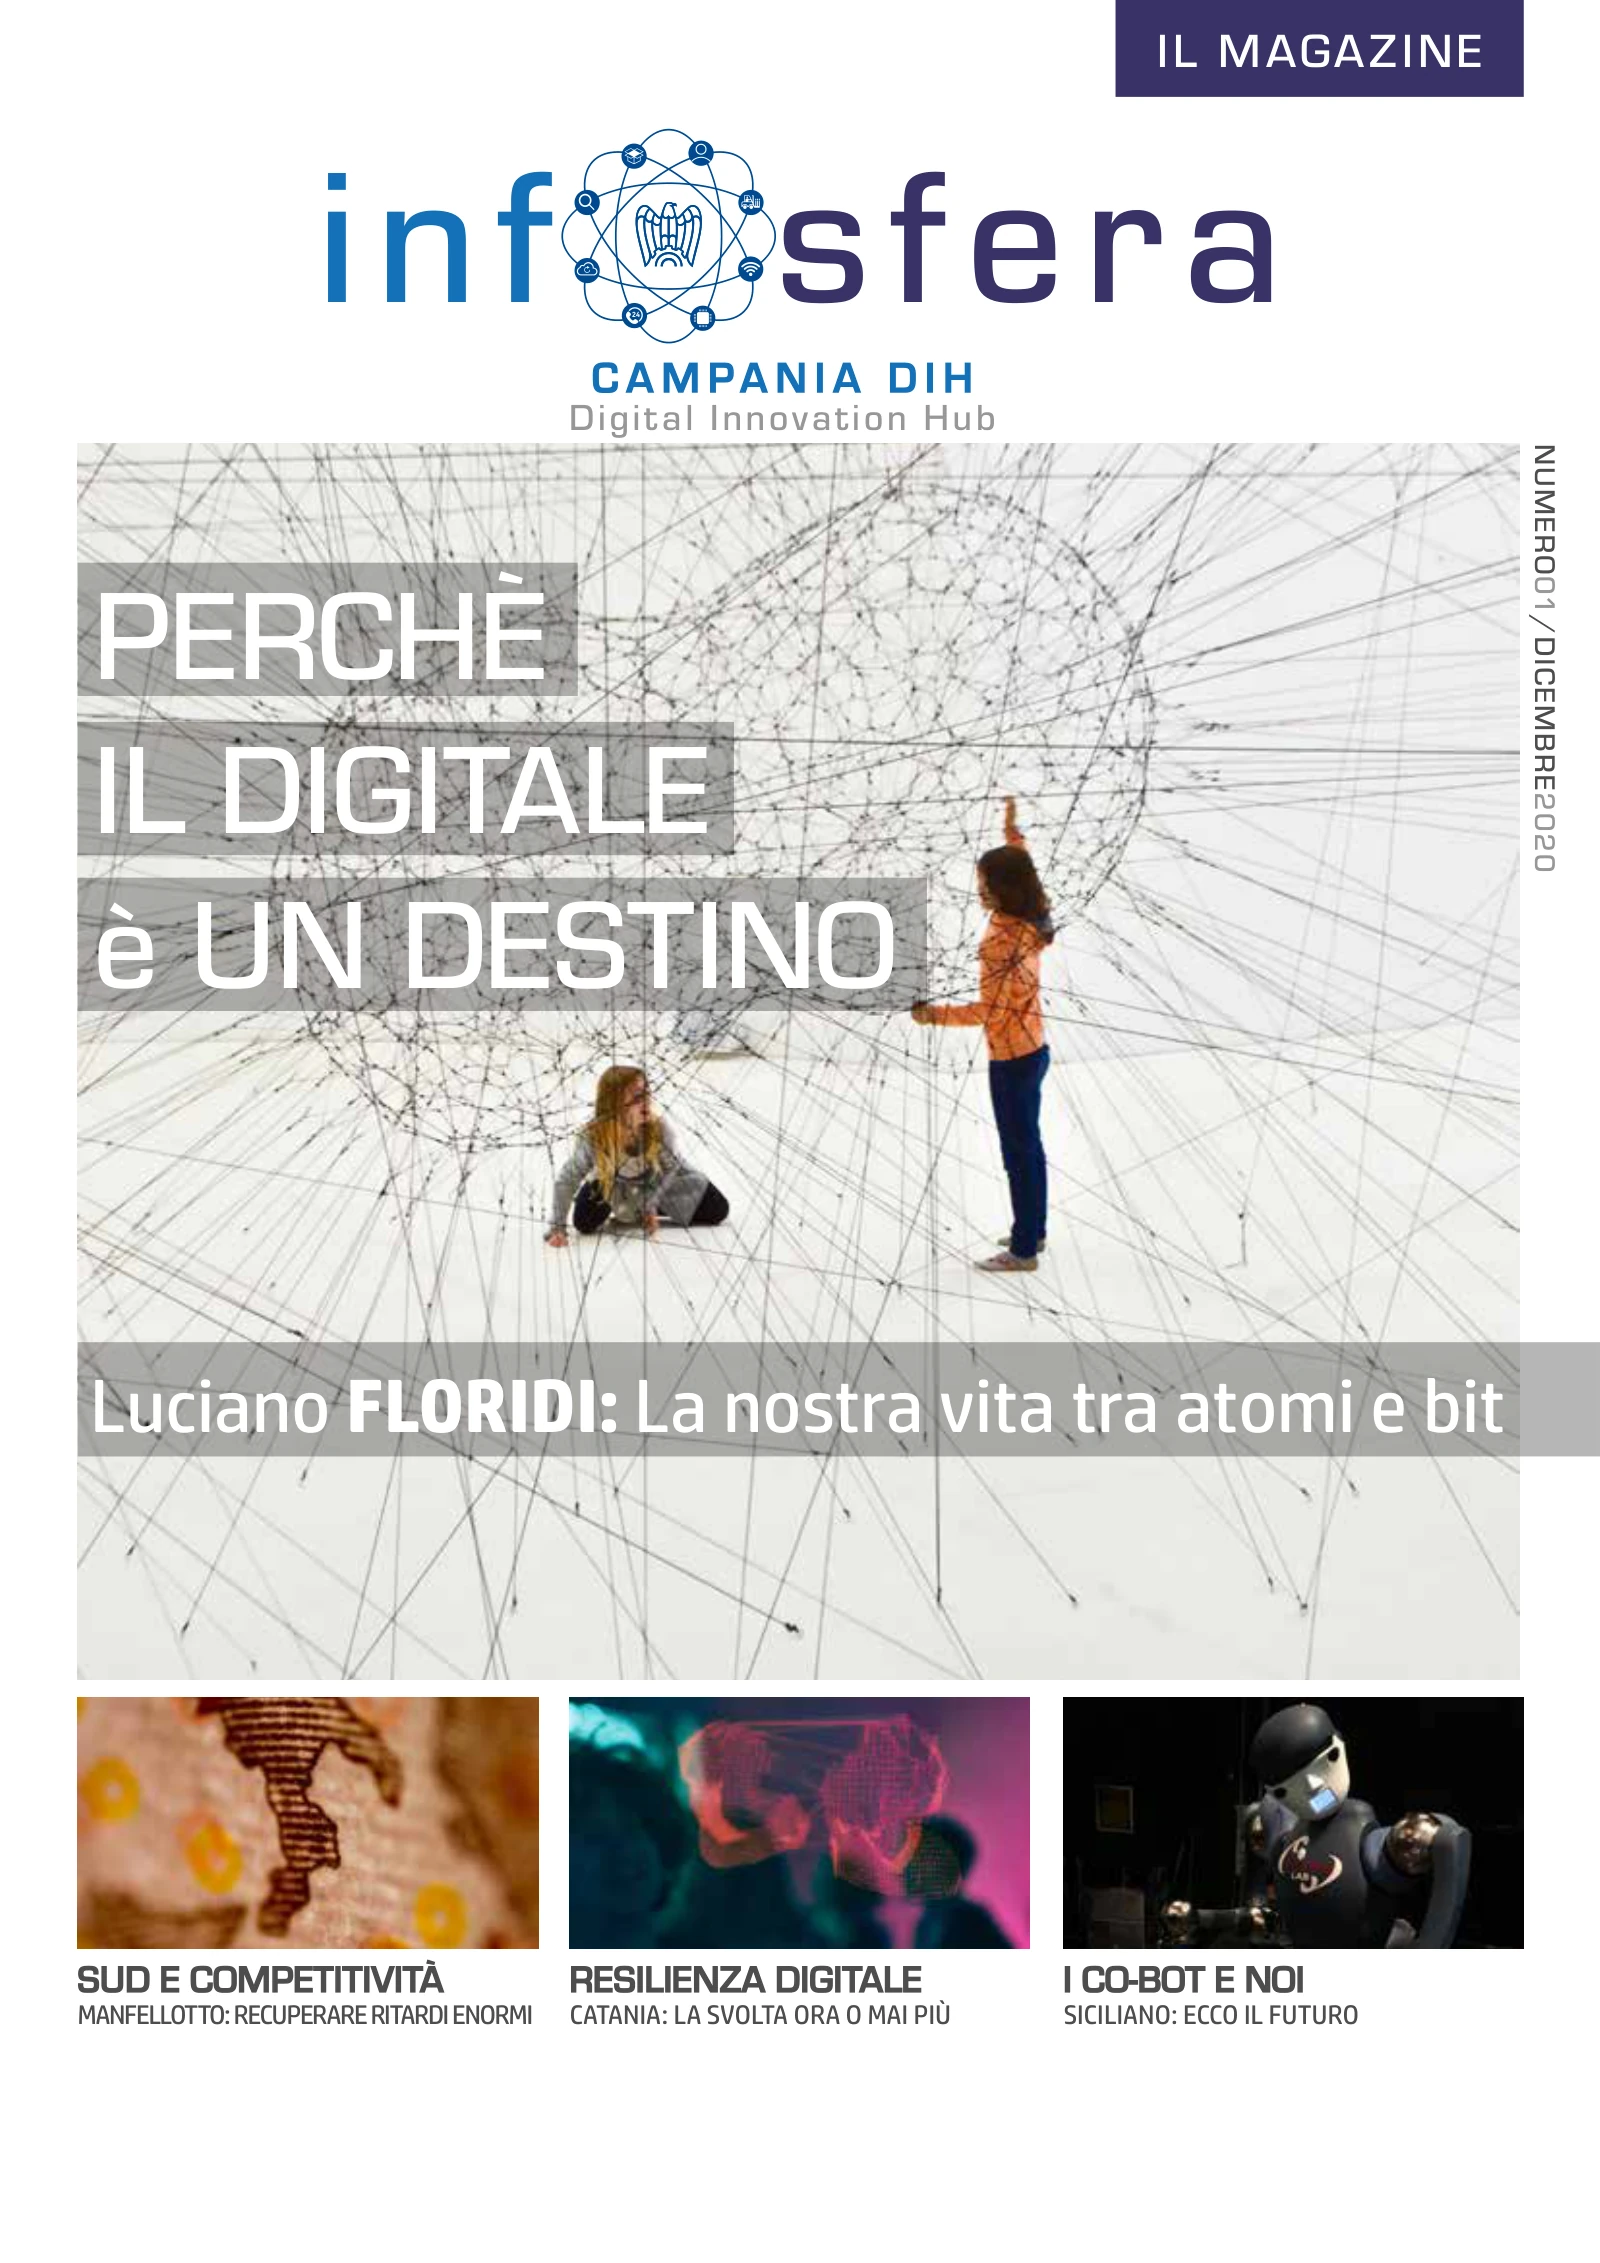 IL MAGAZINE
infosfera
CAMPANIA DIH
Digital Innovation Hub
NUMERO01/DICEMBRE2020
PERCHÈ
IL DIGITALE
è UN DESTINO
Luciano FLORIDI: La nostra vita tra atomi e bit
SUD E COMPETITIVITÀ
MANFELLOTTO: RECUPERARE RITARDI ENORMI
RESILIENZA DIGITALE
CATANIA: LA SVOLTA ORA O MAI PIÙ
I CO-BOT E NOI
SICILIANO: ECCO IL FUTURO